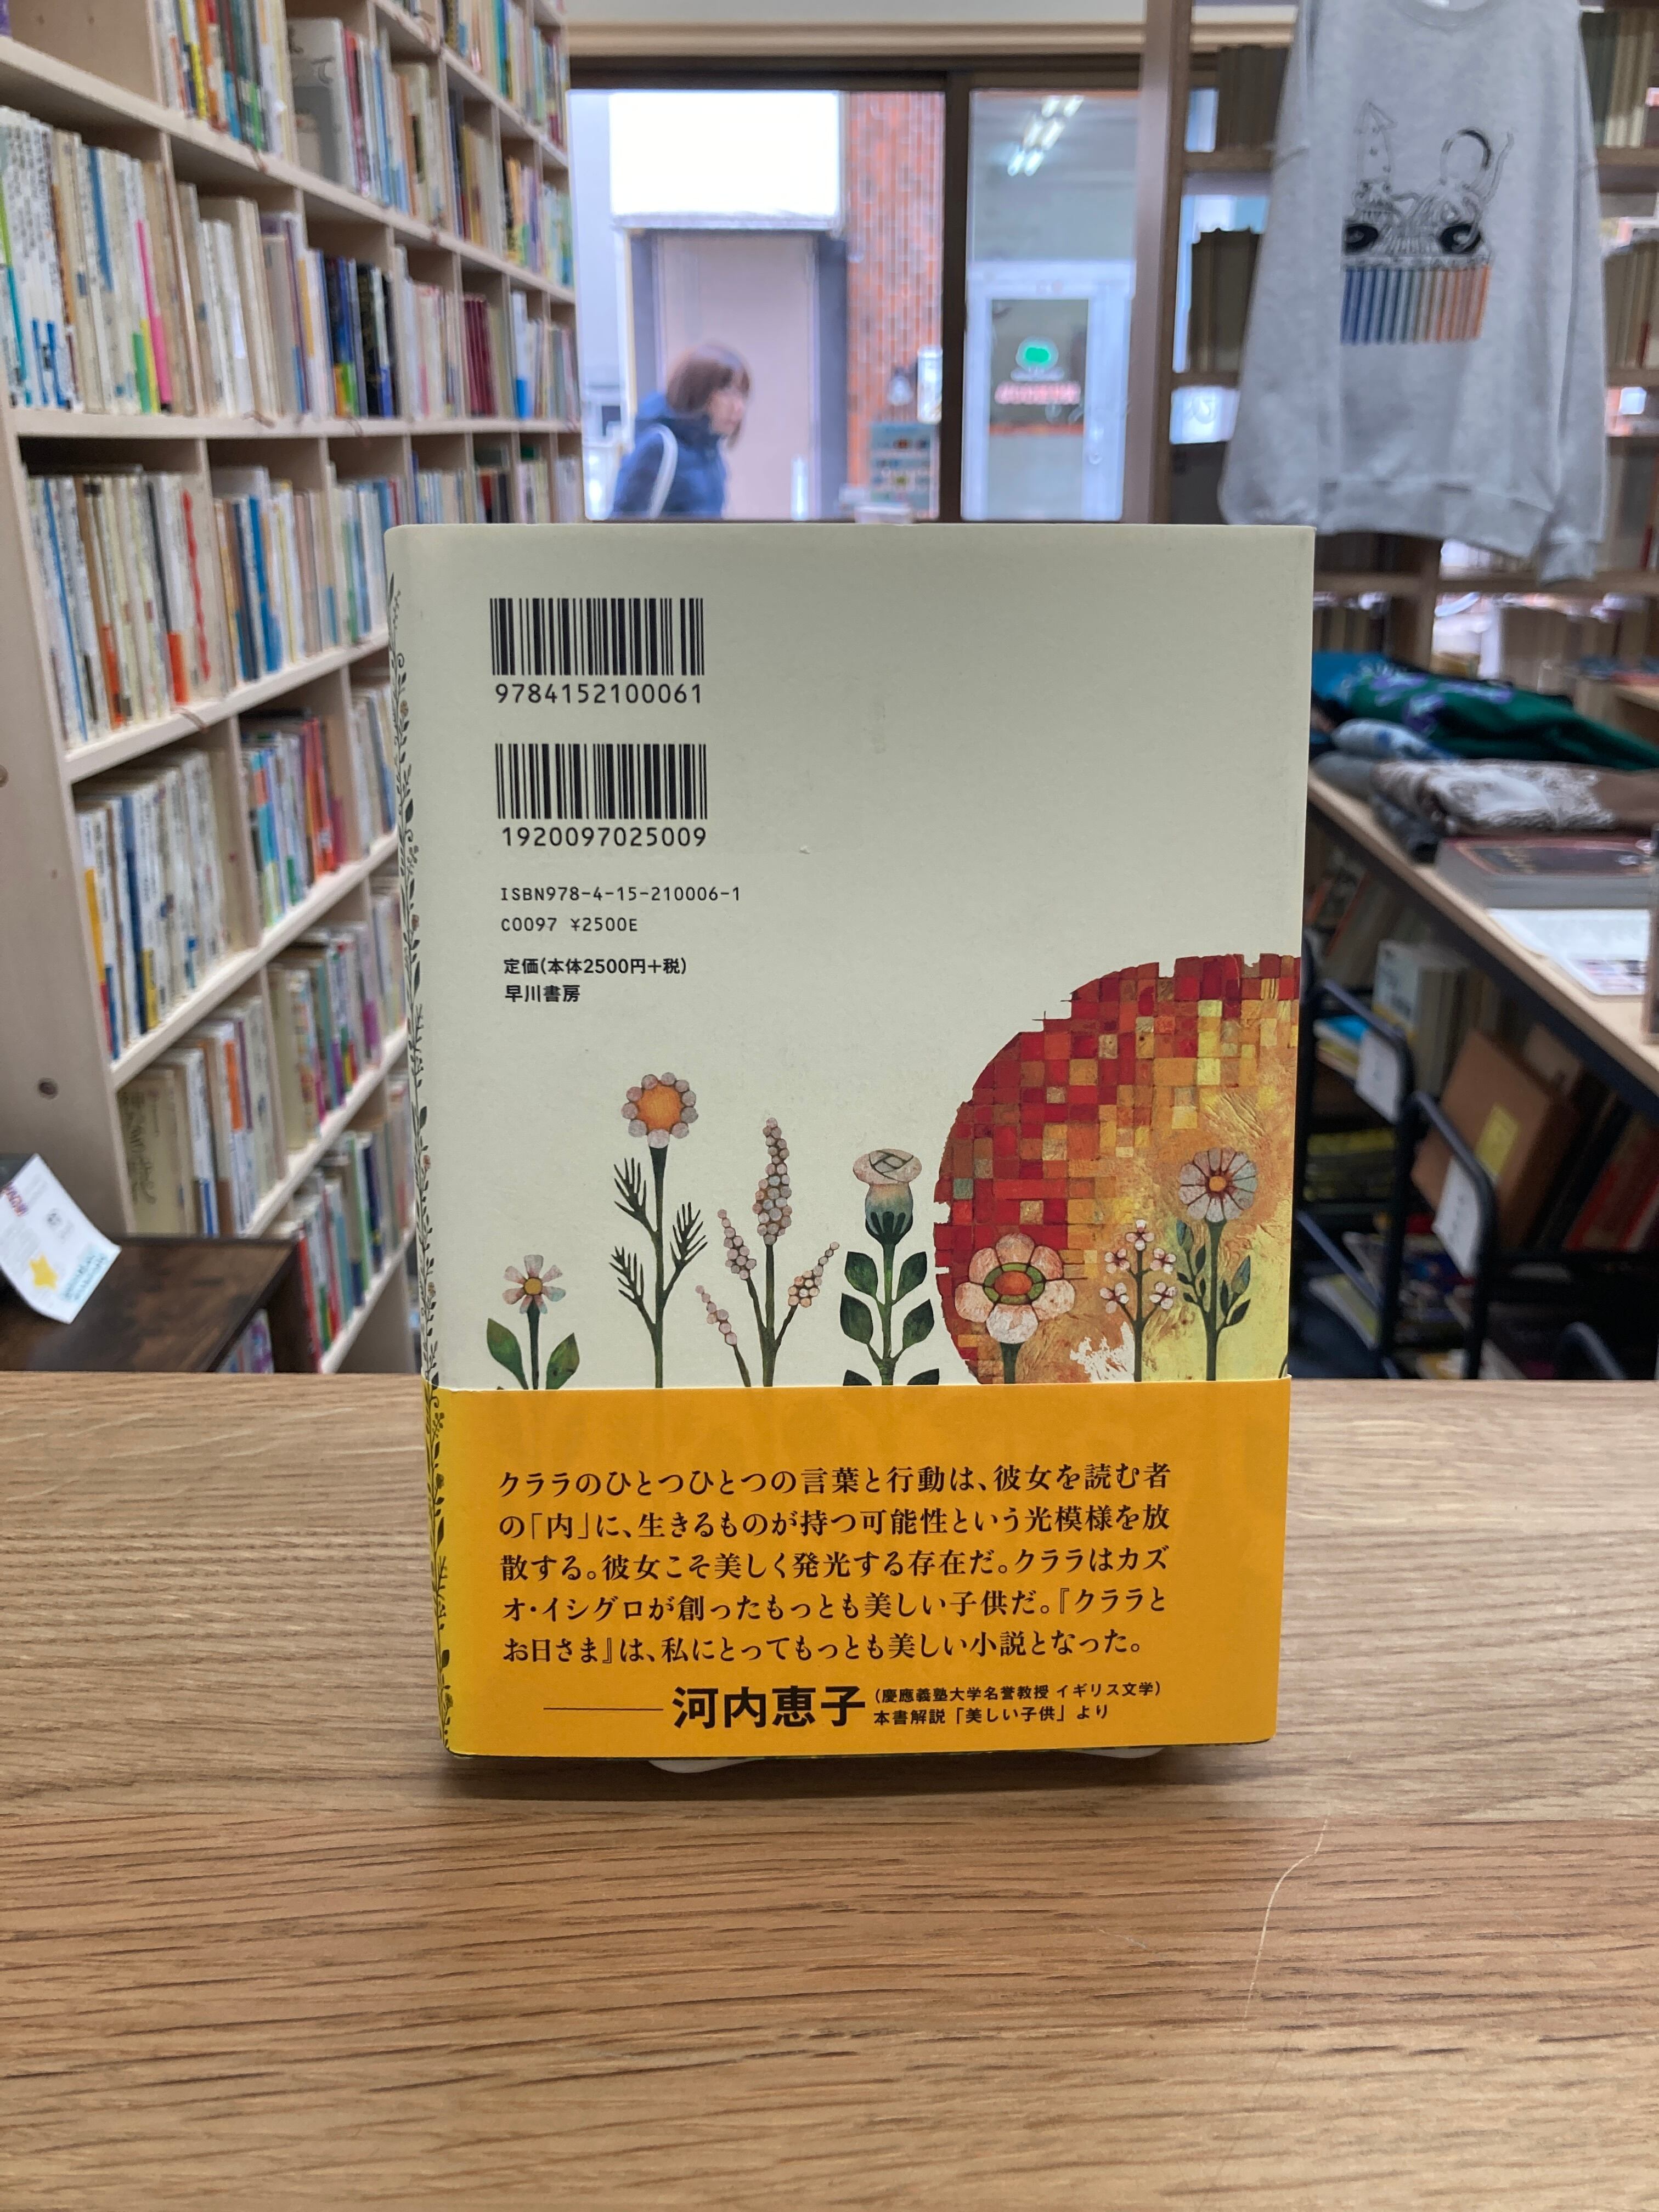 9784152100061
1920097025009
ISBN978-4-15-210006-1
C0097 ¥2500E
定価(本体2500円+税)
早川書房
クララのひとつひとつの言葉と行動は、彼女を読む者
の「内」に、生きるものが持つ可能性という光模様を放
散する。彼女こそ美しく発光する存在だ。クララはカズ
オ・イシグロが創ったもっとも美しい子供だ。『クララと
お日さま』は、私にとってもっとも美しい小説となった。
河内恵子
(慶應義塾大学名誉教授 イギリス文学)
本書解説「美しい子供」より